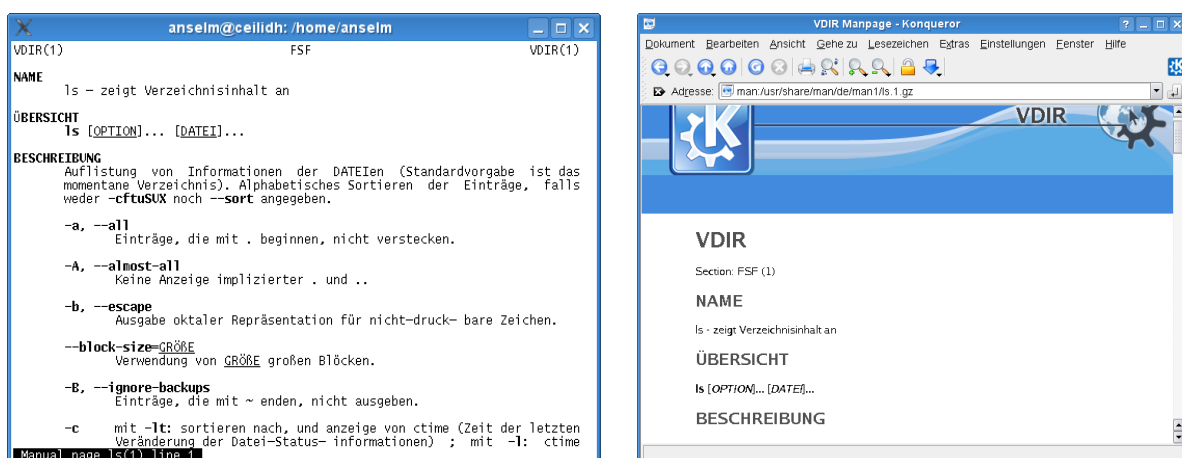 anselm@ceilidh: /home/anselm
VDIR(1) FSF VDIR(1)
NAME
ls – zeigt Verzeichnisinhalt an
ÜBERSICHT
ls [OPTION]... [DATEI]...
BESCHREIBUNG
Auflistung von Informationen der DATEIen (Standardvorgabe ist das
momentane Verzeichnis). Alphabetisches Sortieren der Einträge, falls
weder -cftuSUX noch --sort angegeben.
-a, --all
Einträge, die mit . beginnen, nicht verstecken.
-A, --almost-all
Keine Anzeige implizierter . und ..
-b, --escape
Ausgabe oktaler Repräsentation für nicht-druck- bare Zeichen.
--block-size=GRÖßE
Verwendung von GRÖßE großen Blöcken.
-B, --ignore-backups
Einträge, die mit ~ enden, nicht ausgeben.
-c mit -lt: sortieren nach, und anzeige von ctime (Zeit der letzten
Veränderung der Datei-Status- informationen) ; mit -l: ctime
Manual page ls(1) line 1
VDIR Manpage - Konqueror
Dokument Bearbeiten Ansicht Gehe zu Lesezeichen Extras Einstellungen Fenster Hilfe
Adresse: man:/usr/share/man/de/man1/ls.1.gz
VDIR
VDIR
Section: FSF (1)
NAME
ls - zeigt Verzeichnisinhalt an
ÜBERSICHT
ls [OPTION]... [DATEI]...
BESCHREIBUNG